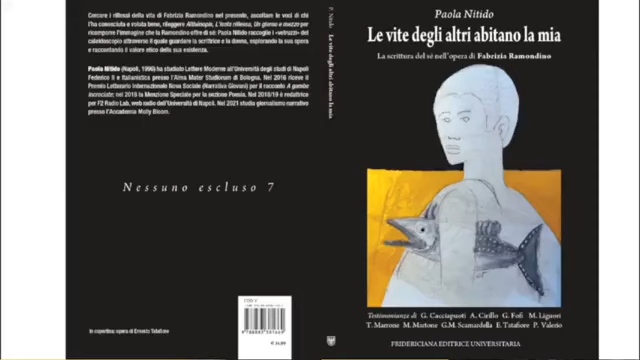 Cercare i riflessi della vita di Fabrizia Ramondino nel presente, ascoltare le voci di chi
l'ha conosciuta e voluta bene, rileggere Althénopis, L'isola riflessa, Un giorno e mezzo per
ricomporre l'immagine che la Ramondino offre di sé: Paola Nitido raccoglie i «vetruzzi» del
caleidoscopio attraverso il quale guardare la scrittrice e la donna, esplorando la sua opera
e raccontando il valore etico della sua esistenza.
Paola Nitido (Napoli, 1996) ha studiato Lettere Moderne all'Università degli studi di Napoli
Federico II e Italianistica presso l'Alma Mater Studiorum di Bologna. Nel 2016 riceve il
Premio Letterario Internazionale Nova Sociale (Narrativa Giovani) per il racconto A gambe
incrociate; nel 2018 la Menzione Speciale per la sezione Poesia. Nel 2018/19 è redattrice
per F2 Radio Lab, web radio dell'Università di Napoli. Nel 2021 studia giornalismo narrativo
presso l'Accademia Molly Bloom.
Nessuno escluso 7
In copertina: opera di Ernesto Tatafiore
P. Nitido
Le vite degli altri abitano la mia
Paola Nitido
Le vite degli altri abitano la mia
La scrittura del sé nell'opera di Fabrizia Ramondino
Testimonianze di G. Cacciapuoti A. Cirillo G. Fofi M. Liguori
T. Marrone M. Martone G.M. Scamardella E. Tatafiore P. Valerio
FRIDERICIANA EDITRICE UNIVERSITARIA